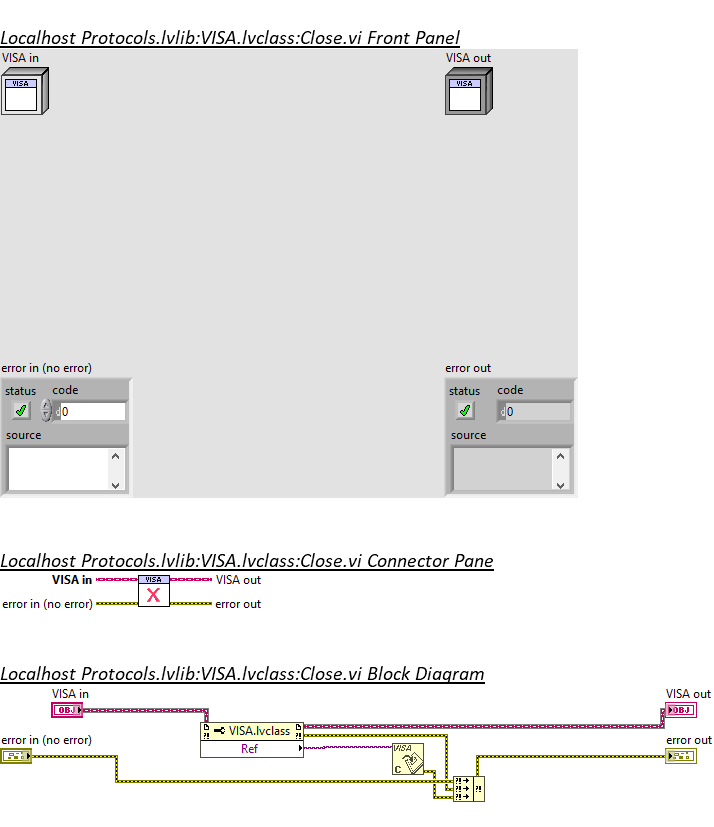 Localhost Protocols.lvlib:VISA.lvclass:Close.vi Front Panel
VISA in
VISA out
VISA
VISA
error in (no error)
error out
status code
status code
d 0
d 0
source
source
Localhost Protocols.lvlib:VISA.lvclass:Close.vi Connector Pane
VISA in VISA VISA out
X
error in (no error) error out
Localhost Protocols.lvlib:VISA.lvclass:Close.vi Block Diagram
VISA in
VISA out
OBJ
OBJ
VISA.lvclass
error in (no error)
error out
Ref
VISA
C